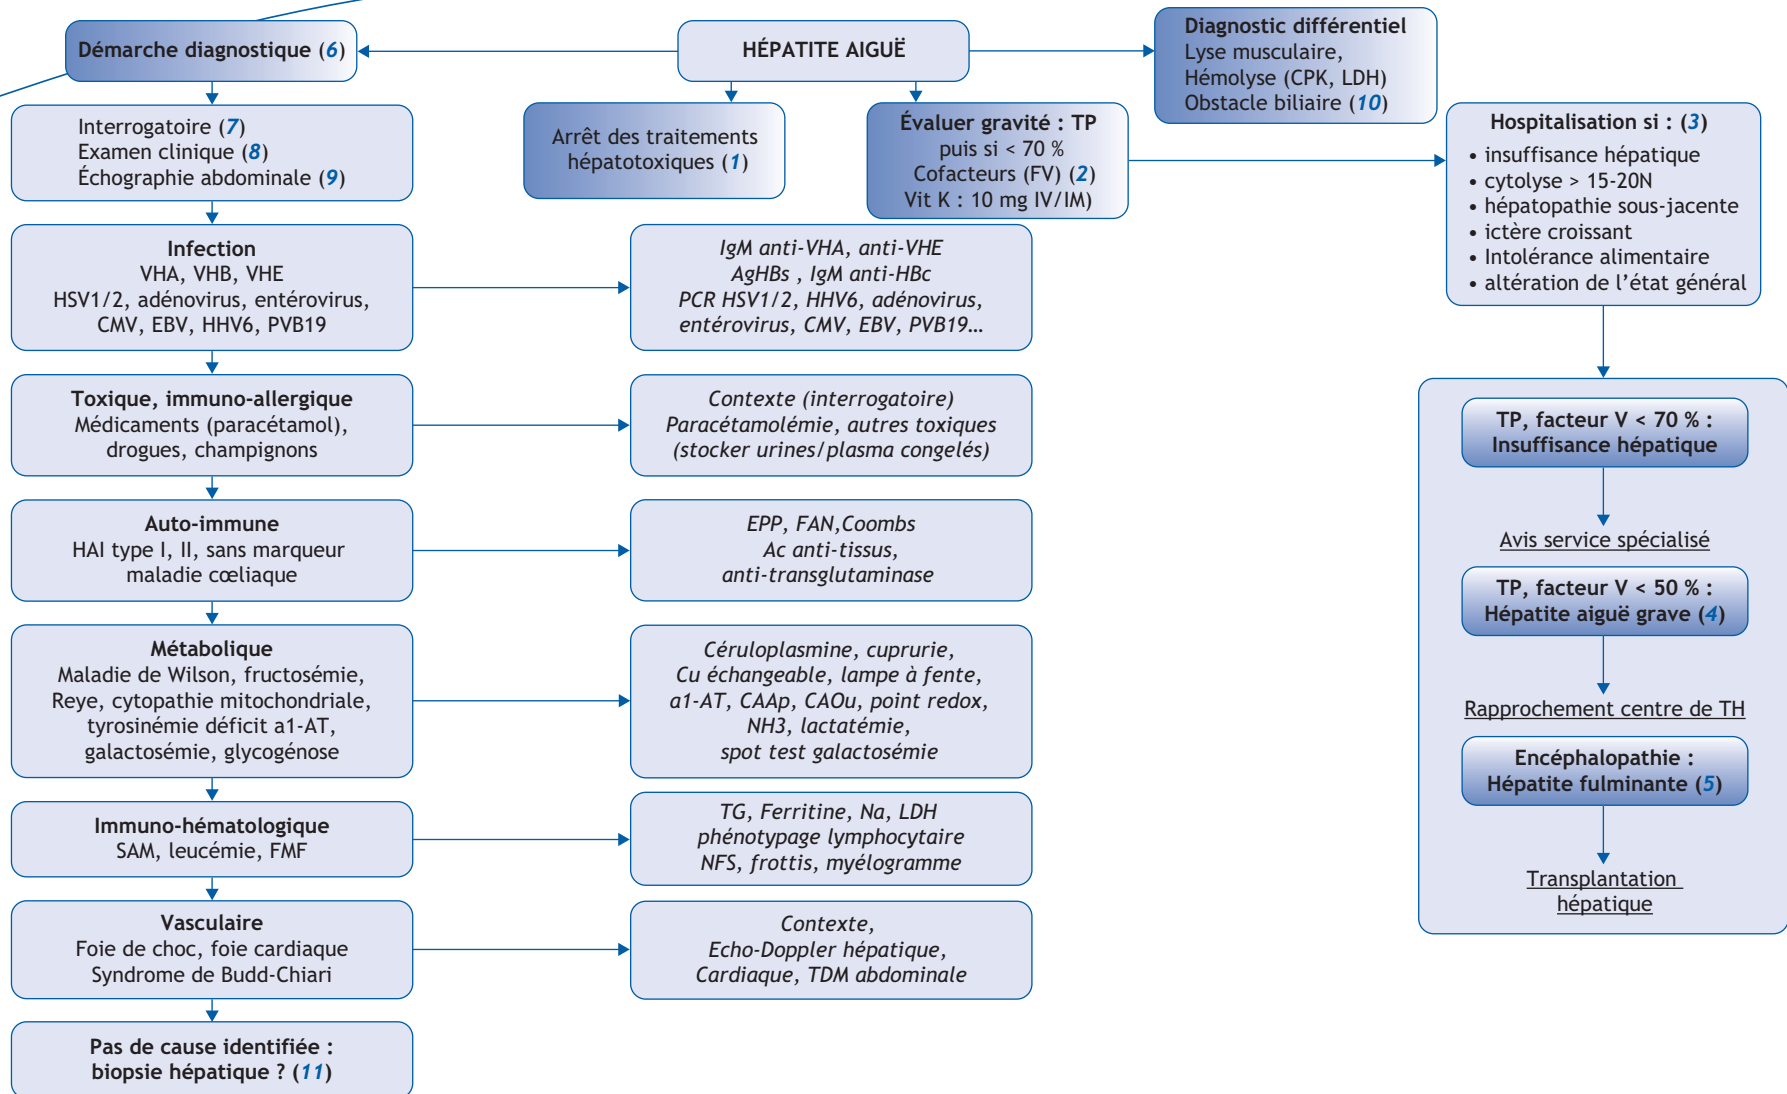 Démarche diagnostique (6)
HÉPATITE AIGUË
Diagnostic différentiel
Lyse musculaire,
Hémolyse (CPK, LDH)
Obstacle biliaire (10)
Interrogatoire (7)
Examen clinique (8)
Échographie abdominale (9)
Arrêt des traitements
hépatotoxiques (1)
Évaluer gravité : TP
puis si < 70 %
Cofacteurs (FV) (2)
Vit K : 10 mg IV/IM)
Hospitalisation si : (3)
• insuffisance hépatique
• cytolyse > 15-20N
• hépatopathie sous-jacente
• ictère croissant
• Intolérance alimentaire
• altération de l’état général
Infection
VHA, VHB, VHE
HSV1/2, adénovirus, entérovirus,
CMV, EBV, HHV6, PVB19
IgM anti-VHA, anti-VHE
AgHBs , IgM anti-HBc
PCR HSV1/2, HHV6, adénovirus,
entérovirus, CMV, EBV, PVB19…
Toxique, immuno-allergique
Médicaments (paracétamol),
drogues, champignons
Contexte (interrogatoire)
Paracétamolémie, autres toxiques
(stocker urines/plasma congelés)
Auto-immune
HAI type I, II, sans marqueur
maladie cœliaque
EPP, FAN,Coombs
Ac anti-tissus,
anti-transglutaminase
Métabolique
Maladie de Wilson, fructosémie,
Reye, cytopathie mitochondriale,
tyrosinémie déficit a1-AT,
galactosémie, glycogénose
Céruloplasmine, cuprurie,
Cu échangeable, lampe à fente,
a1-AT, CAAp, CAOu, point redox,
NH3, lactatémie,
spot test galactosémie
Immuno-hématologique
SAM, leucémie, FMF
TG, Ferritine, Na, LDH
phénotypage lymphocytaire
NFS, frottis, myélogramme
Vasculaire
Foie de choc, foie cardiaque
Syndrome de Budd-Chiari
Contexte,
Echo-Doppler hépatique,
Cardiaque, TDM abdominale
Pas de cause identifiée :
biopsie hépatique ? (11)
TP, facteur V < 70 % :
Insuffisance hépatique
Avis service spécialisé
TP, facteur V < 50 % :
Hépatite aiguë grave (4)
Rapprochement centre de TH
Encéphalopathie :
Hépatite fulminante (5)
Transplantation
hépatique